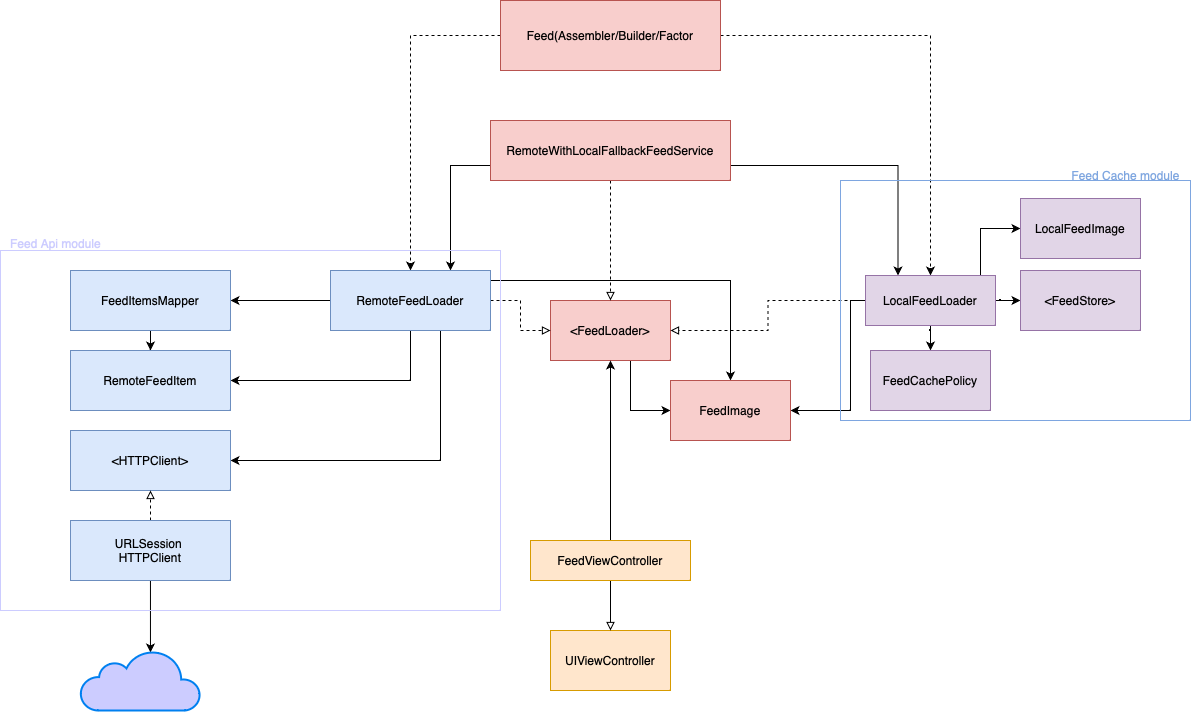 Feed(Assembler/Builder/Factor
RemoteWithLocalFallbackFeedService
Feed Cache module
LocalFeedImage
Feed Api module
FeedItemsMapper
RemoteFeedLoader
LocalFeedLoader
<FeedStore>
<FeedLoader>
RemoteFeedItem
FeedCachePolicy
FeedImage
<HTTPClient>
URLSession
HTTPClient
FeedViewController
UIViewController